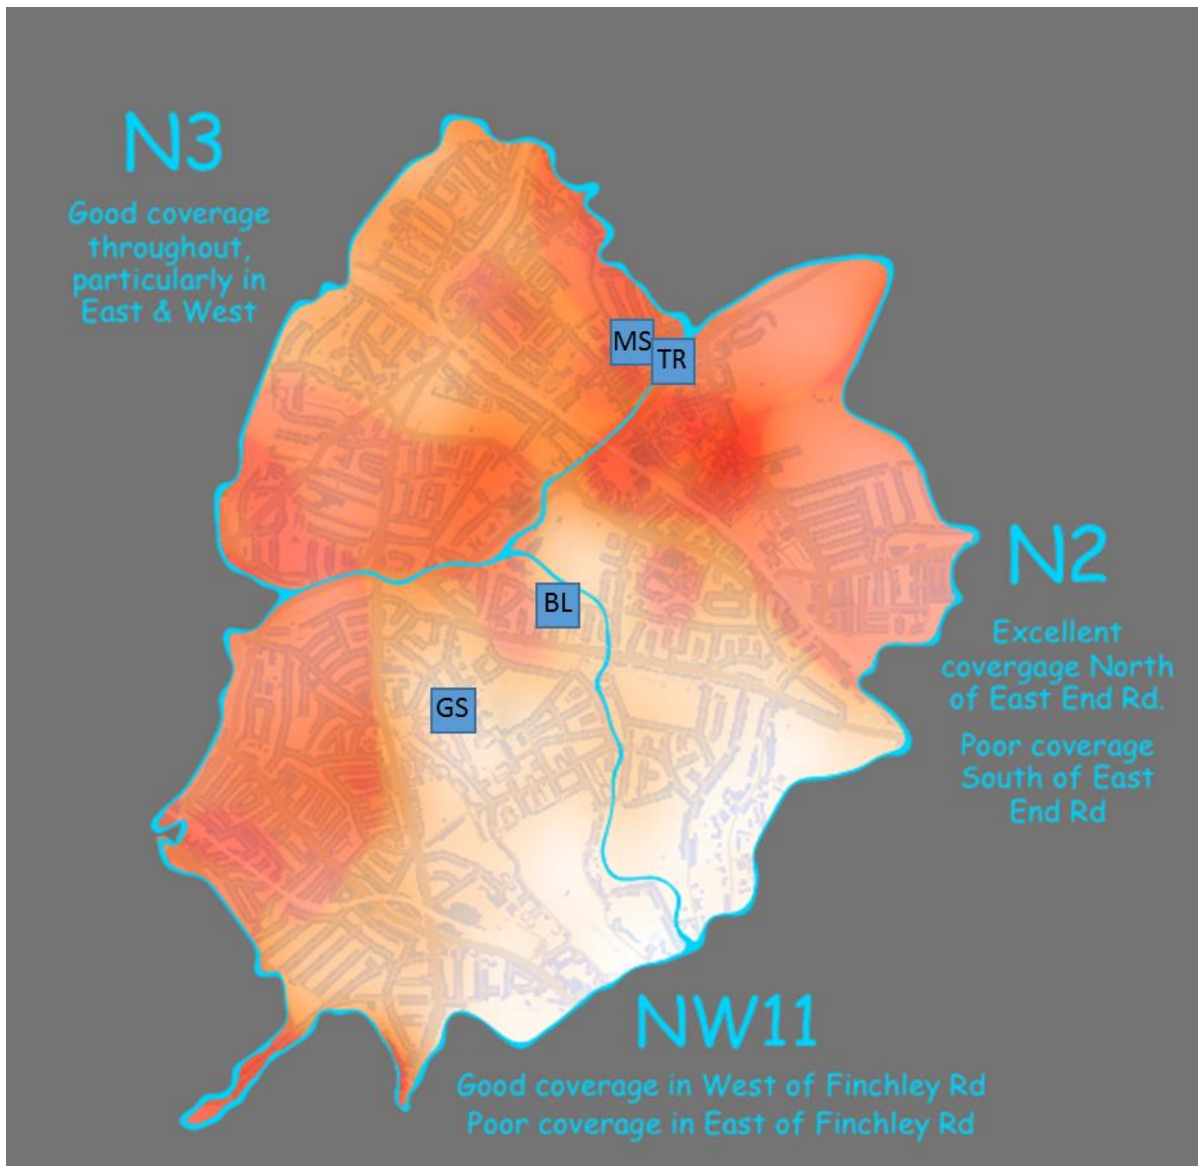 N3
Good coverage
throughout,
particularly in
East & West
MS
TR
N2
Excellent
covergage North
of East End Rd.
Poor coverage
South of East
End Rd
BL
GS
NW11
Good coverage in West of Finchley Rd
Poor coverage in East of Finchley Rd